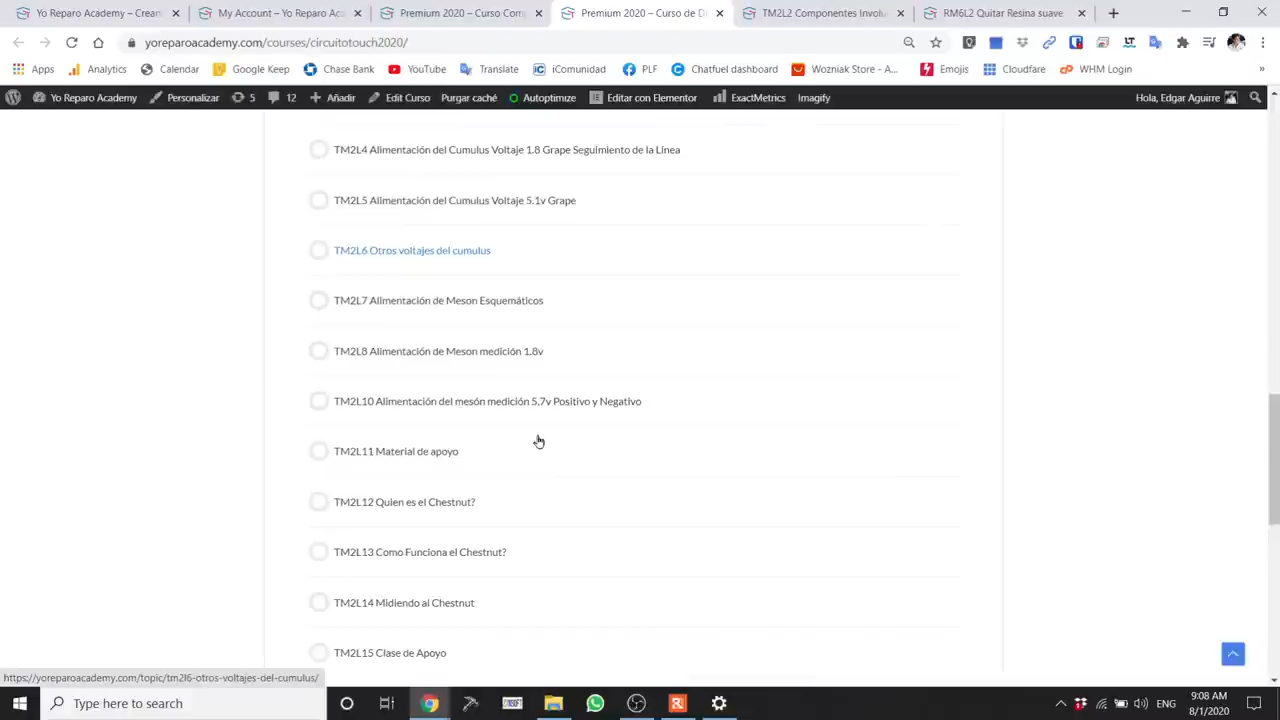 Yo Reparo Academy – Crean
My Account – Yo Reparo Aca
Premium 2020 – Curso Com
Premium 2020 – Curso de Di
TM2L2 Componentes Involu
RM6L2 Quitar Resina suave
yoreparoacademy.com/courses/circuitotouch2020/
Apps
Analytics
Calendar
Google Keep
Chase Bank
YouTube
Translate
iComunidad
PLF
Chatfuel dashboard
Wozniak Store - A...
Emojis
Cloudfare
WHM Login
»
Yo Reparo Academy
Personalizar
5
12
Añadir
Edit Curso
Purgar caché
Autoptimize
Editar con Elementor
ExactMetrics
Imagify
Hola, Edgar Aguirre
TM2L4 Alimentación del Cumulus Voltaje 1.8 Grape Seguimiento de la Línea
TM2L5 Alimentación del Cumulus Voltaje 5.1v Grape
TM2L6 Otros voltajes del cumulus
TM2L7 Alimentación de Meson Esquemáticos
TM2L8 Alimentación de Meson medición 1.8v
TM2L10 Alimentación del mesón medición 5.7v Positivo y Negativo
TM2L11 Material de apoyo
TM2L12 Quien es el Chestnut?
TM2L13 Como Funciona el Chestnut?
TM2L14 Midiendo al Chestnut
TM2L15 Clase de Apoyo
https://yoreparoacademy.com/topic/tm2l6-otros-voltajes-del-cumulus/
Type here to search
ENG
9:08 AM
8/1/2020